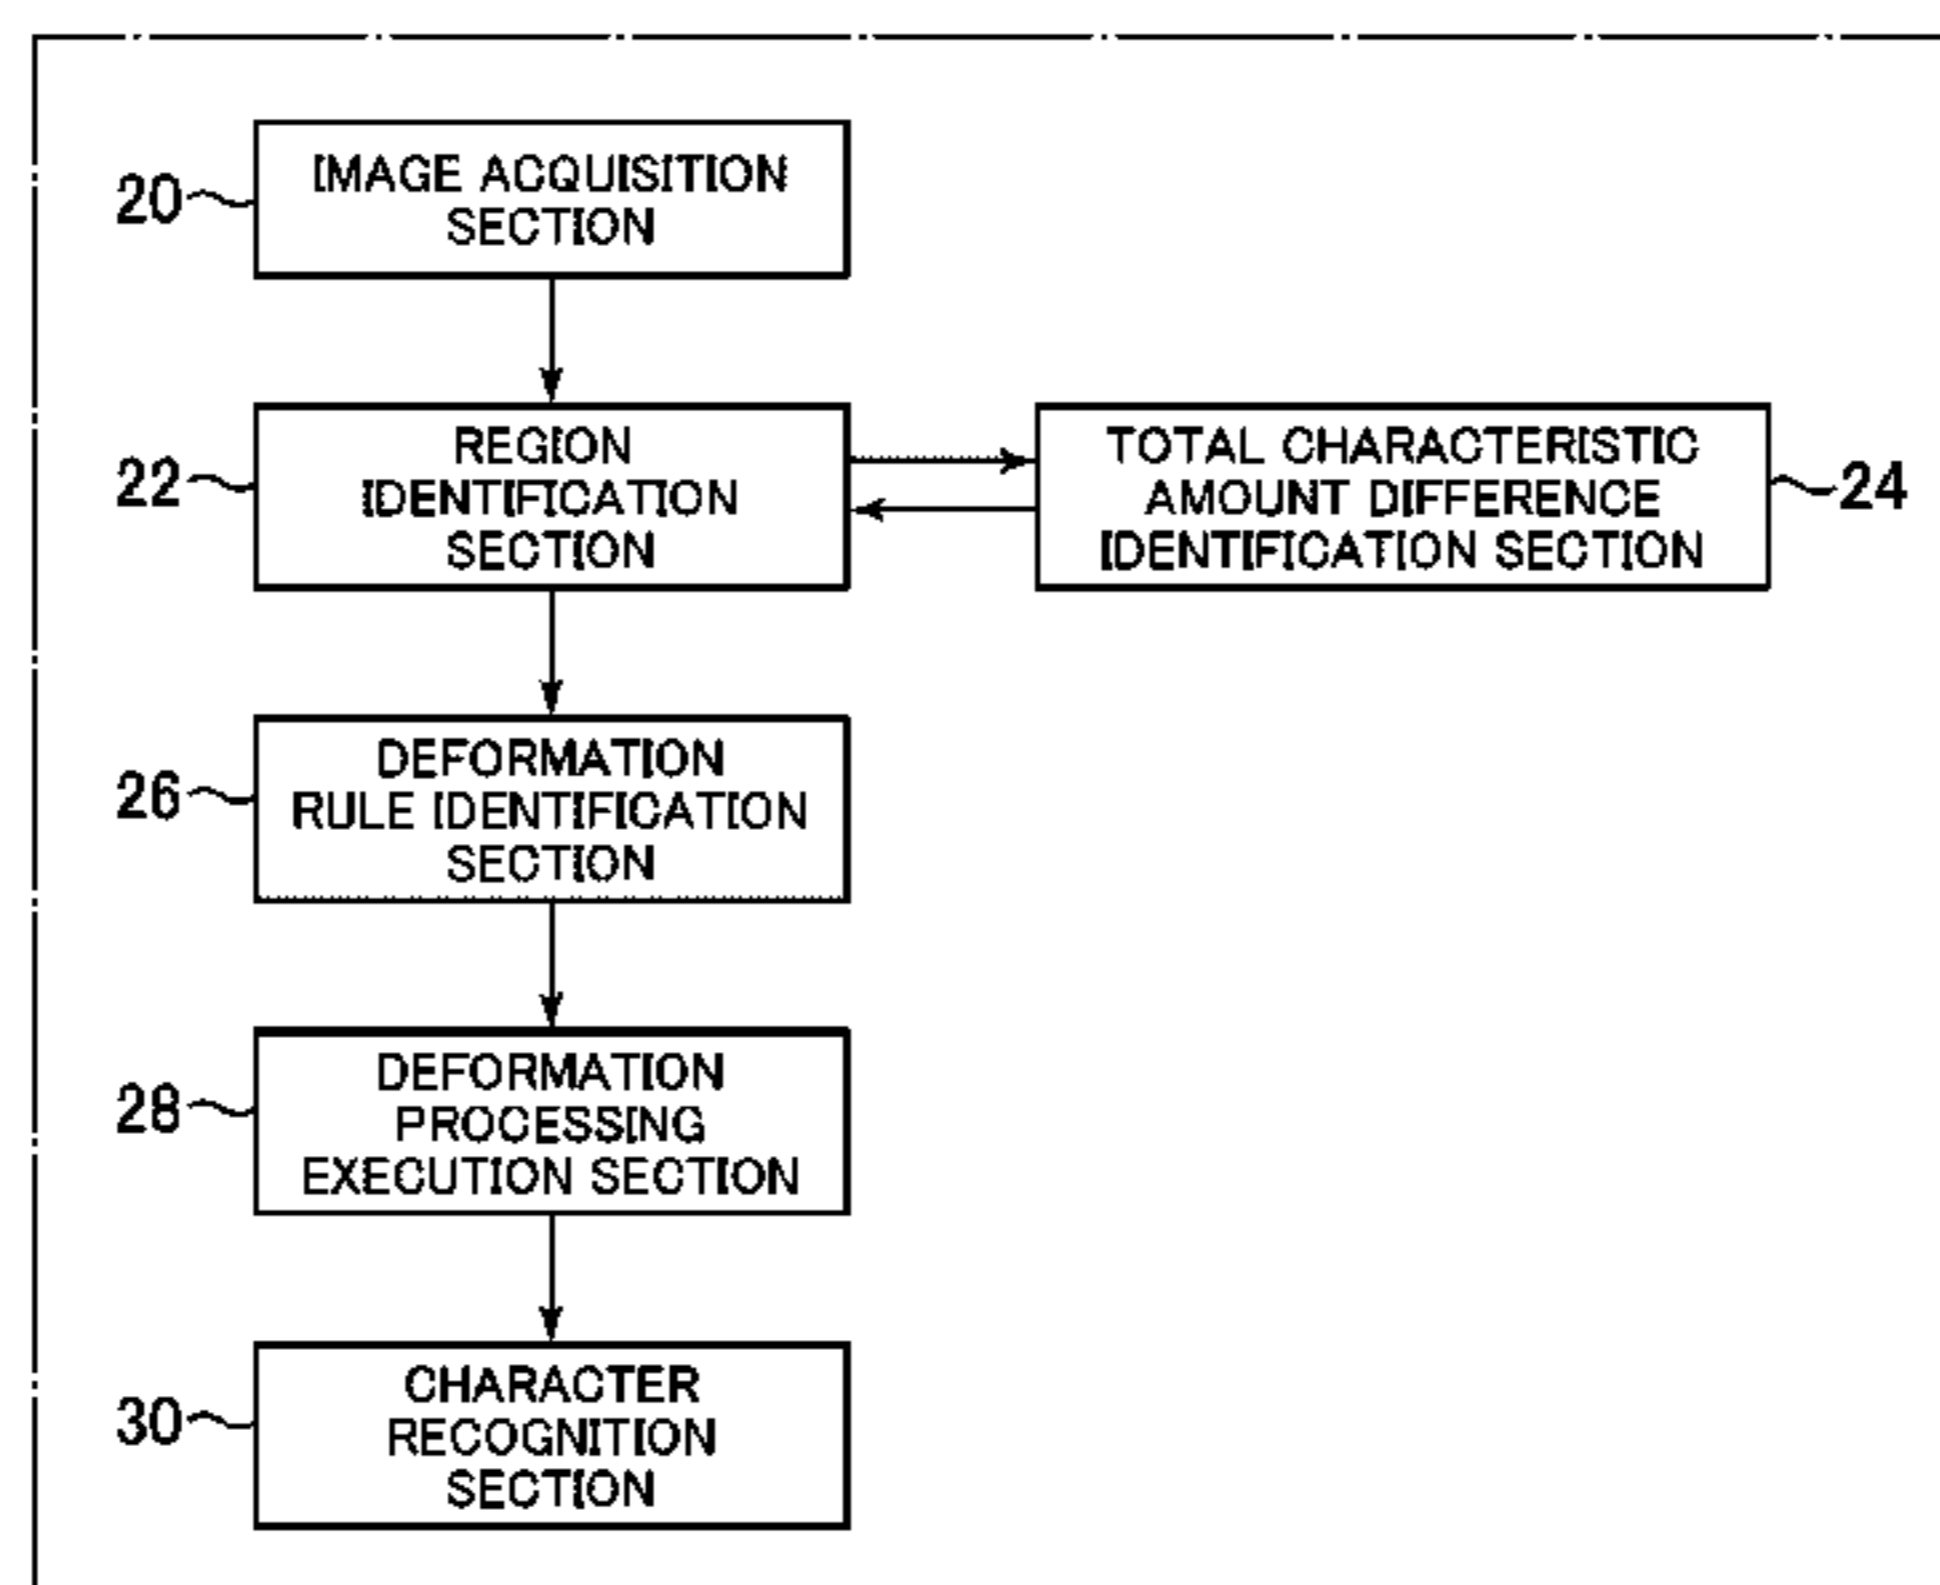 20
IMAGE ACQUISITION
SECTION
22
REGION
IDENTIFICATION
SECTION
TOTAL CHARACTERISTIC
AMOUNT DIFFERENCE
IDENTIFICATION SECTION
24
26
DEFORMATION
RULE IDENTIFICATION
SECTION
28
DEFORMATION
PROCESSING
EXECUTION SECTION
30
CHARACTER
RECOGNITION
SECTION